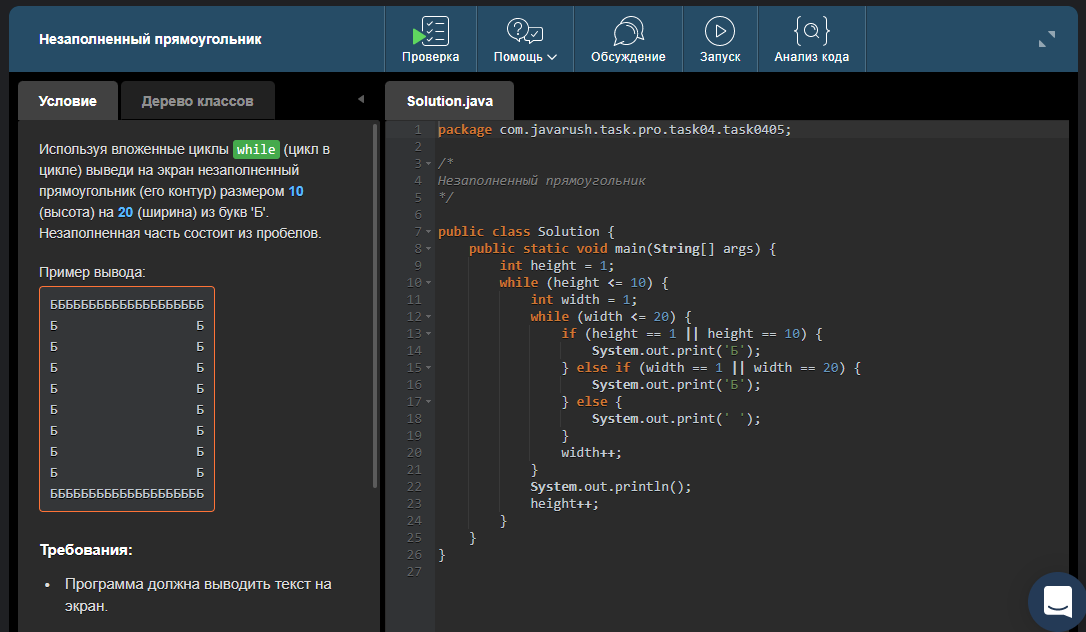 Незаполненный прямоугольник
Проверка
Помощь
Обсуждение
Запуск
Анализ кода
Условие
Дерево классов
Используя вложенные циклы while (цикл в
цикле) выведи на экран незаполненный
прямоугольник (его контур) размером 10
(высота) на 20 (ширина) из букв 'Б'.
Незаполненная часть состоит из пробелов.
Пример вывода:
ББББББББББББББББББББ
Б                  Б
Б                  Б
Б                  Б
Б                  Б
Б                  Б
Б                  Б
Б                  Б
Б                  Б
ББББББББББББББББББББ
Требования:
• Программа должна выводить текст на
экран.
Solution.java
1 package com.javarush.task.pro.task04.task0405;
2
3 /*
4 Незаполненный прямоугольник
5 */
6
7 public class Solution {
8     public static void main(String[] args) {
9         int height = 1;
10         while (height <= 10) {
11             int width = 1;
12             while (width <= 20) {
13                 if (height == 1 || height == 10) {
14                     System.out.print('Б');
15                 } else if (width == 1 || width == 20) {
16                     System.out.print('Б');
17                 } else {
18                     System.out.print(' ');
19                 }
20                 width++;
21             }
22             System.out.println();
23             height++;
24         }
25     }
26 }
27